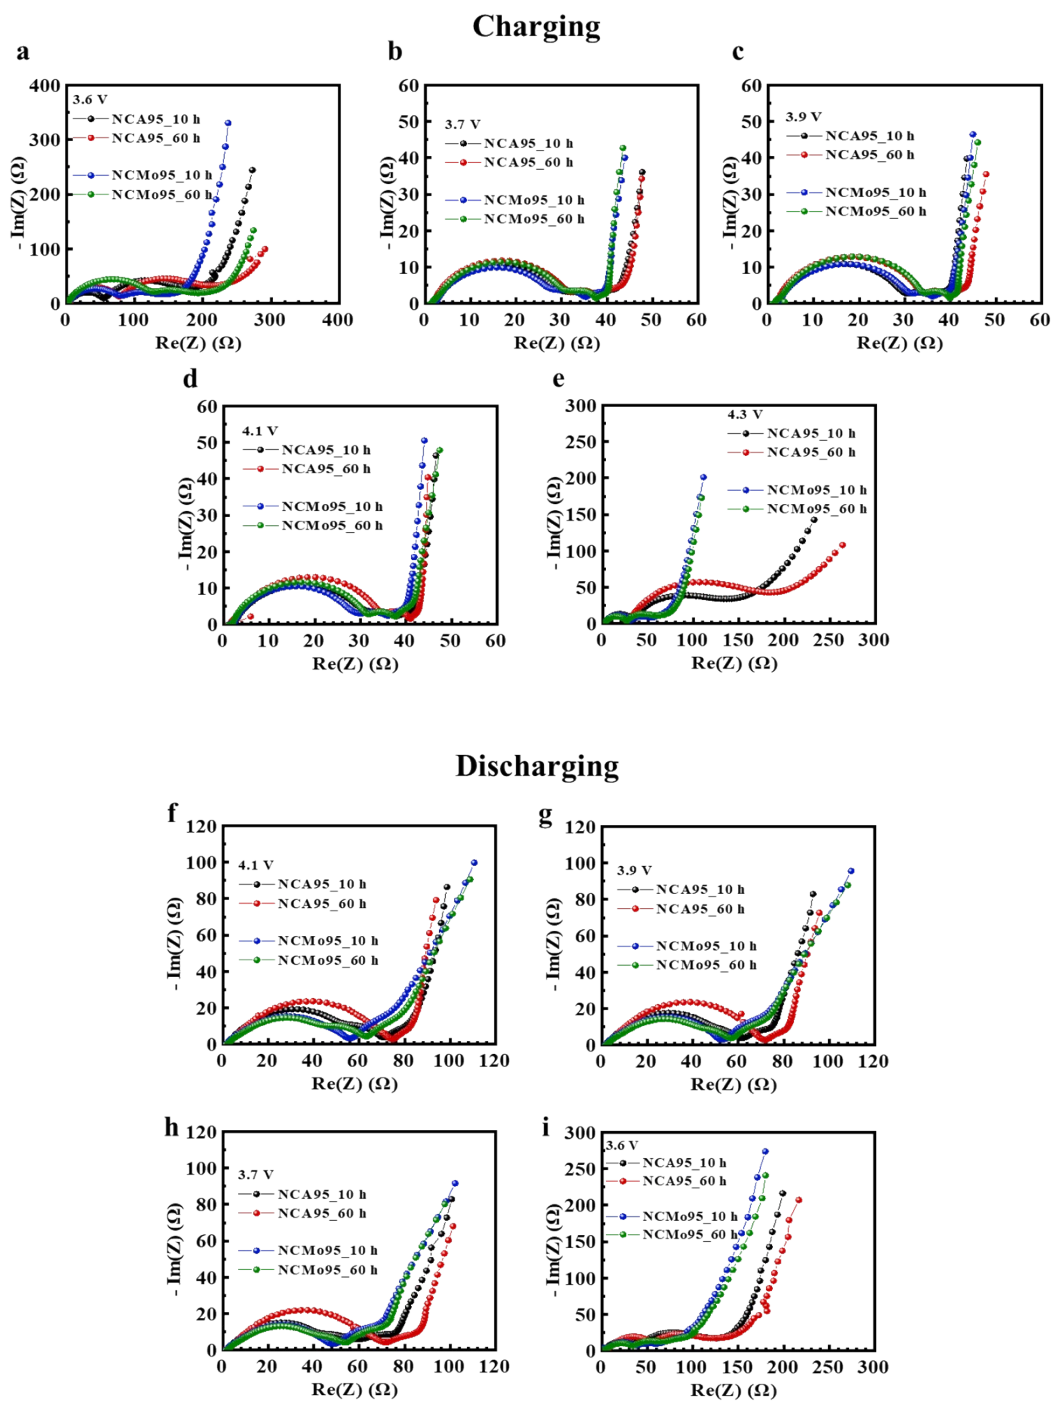 Charging
a
b
c
400
300
200
100
0
0 100 200 300 400
- Im(Z) (Ω)
Re(Z) (Ω)
3.6 V
NCA95_10 h
NCA95_60 h
NCMo95_10 h
NCMo95_60 h
60
50
40
30
20
10
0
0 10 20 30 40 50 60
- Im(Z) (Ω)
Re(Z) (Ω)
3.7 V
NCA95_10 h
NCA95_60 h
NCMo95_10 h
NCMo95_60 h
60
50
40
30
20
10
0
0 10 20 30 40 50 60
- Im(Z) (Ω)
Re(Z) (Ω)
3.9 V
NCA95_10 h
NCA95_60 h
NCMo95_10 h
NCMo95_60 h
d
e
60
50
40
30
20
10
0
0 10 20 30 40 50 60
- Im(Z) (Ω)
Re(Z) (Ω)
4.1 V
NCA95_10 h
NCA95_60 h
NCMo95_10 h
NCMo95_60 h
300
250
200
150
100
50
0
0 50 100 150 200 250 300
- Im(Z) (Ω)
Re(Z) (Ω)
4.3 V
NCA95_10 h
NCA95_60 h
NCMo95_10 h
NCMo95_60 h
Discharging
f
g
120
100
80
60
40
20
0
0 20 40 60 80 100 120
- Im(Z) (Ω)
Re(Z) (Ω)
4.1 V
NCA95_10 h
NCA95_60 h
NCMo95_10 h
NCMo95_60 h
120
100
80
60
40
20
0
0 20 40 60 80 100 120
- Im(Z) (Ω)
Re(Z) (Ω)
3.9 V
NCA95_10 h
NCA95_60 h
NCMo95_10 h
NCMo95_60 h
h
i
120
100
80
60
40
20
0
0 20 40 60 80 100 120
- Im(Z) (Ω)
Re(Z) (Ω)
3.7 V
NCA95_10 h
NCA95_60 h
NCMo95_10 h
NCMo95_60 h
300
250
200
150
100
50
0
0 50 100 150 200 250 300
- Im(Z) (Ω)
Re(Z) (Ω)
3.6 V
NCA95_10 h
NCA95_60 h
NCMo95_10 h
NCMo95_60 h